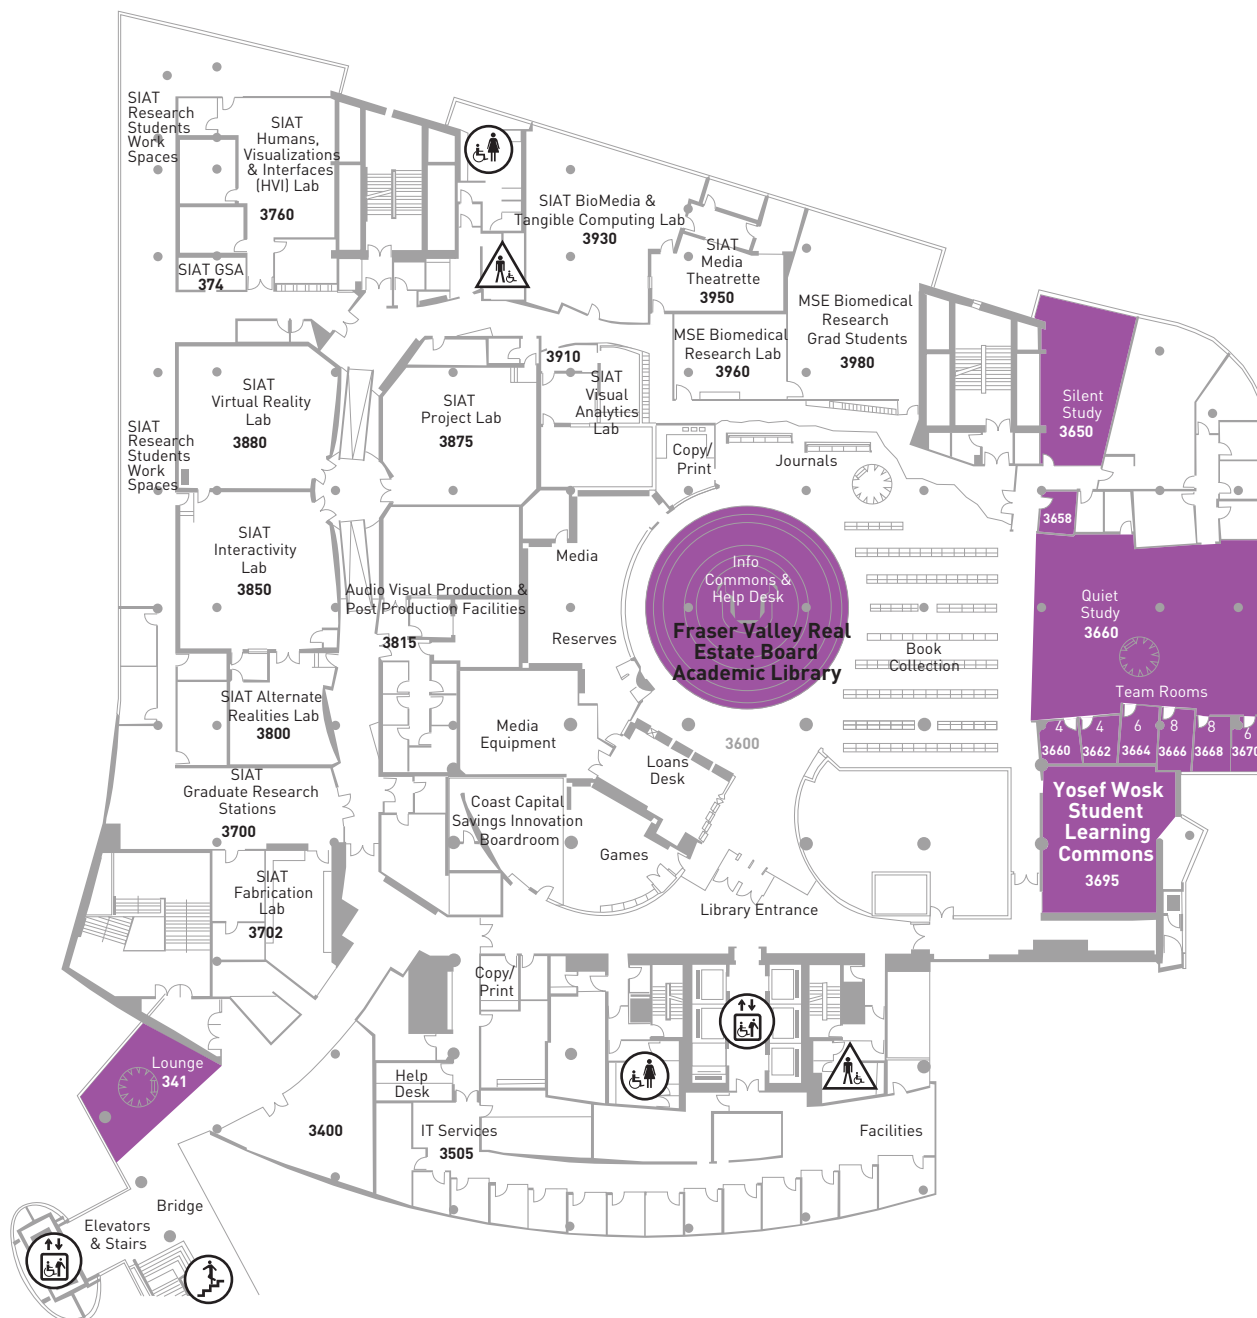 SIAT
Research
Students
Work
Spaces
SIAT
Humans,
Visualizations
& Interfaces
(HVI) Lab
3760
SIAT GSA
374
SIAT BioMedia &
Tangible Computing Lab
3930
SIAT
Media
Theatrette
3950
MSE Biomedical
Research
Grad Students
3980
MSE Biomedical
Research Lab
3960
3910
SIAT
Visual
Analytics
Lab
SIAT
Virtual Reality
Lab
3880
SIAT
Project Lab
3875
SIAT
Research
Students
Work
Spaces
Copy/
Print
Journals
Silent
Study
3650
3658
SIAT
Interactivity
Lab
3850
Audio Visual Production &
Post Production Facilities
3815
Media
Reserves
Info
Commons &
Help Desk
Fraser Valley Real
Estate Board
Academic Library
Book
Collection
Quiet
Study
3660
Team Rooms
4
3660
4
3662
6
3664
8
3666
8
3668
6
3670
SIAT Alternate
Realities Lab
3800
Media
Equipment
3600
Loans
Desk
SIAT
Graduate Research
Stations
3700
Coast Capital
Savings Innovation
Boardroom
Games
Yosef Wosk
Student
Learning
Commons
3695
SIAT
Fabrication
Lab
3702
Library Entrance
Copy/
Print
Lounge
341
Help
Desk
3400
IT Services
3505
Facilities
Bridge
Elevators
& Stairs